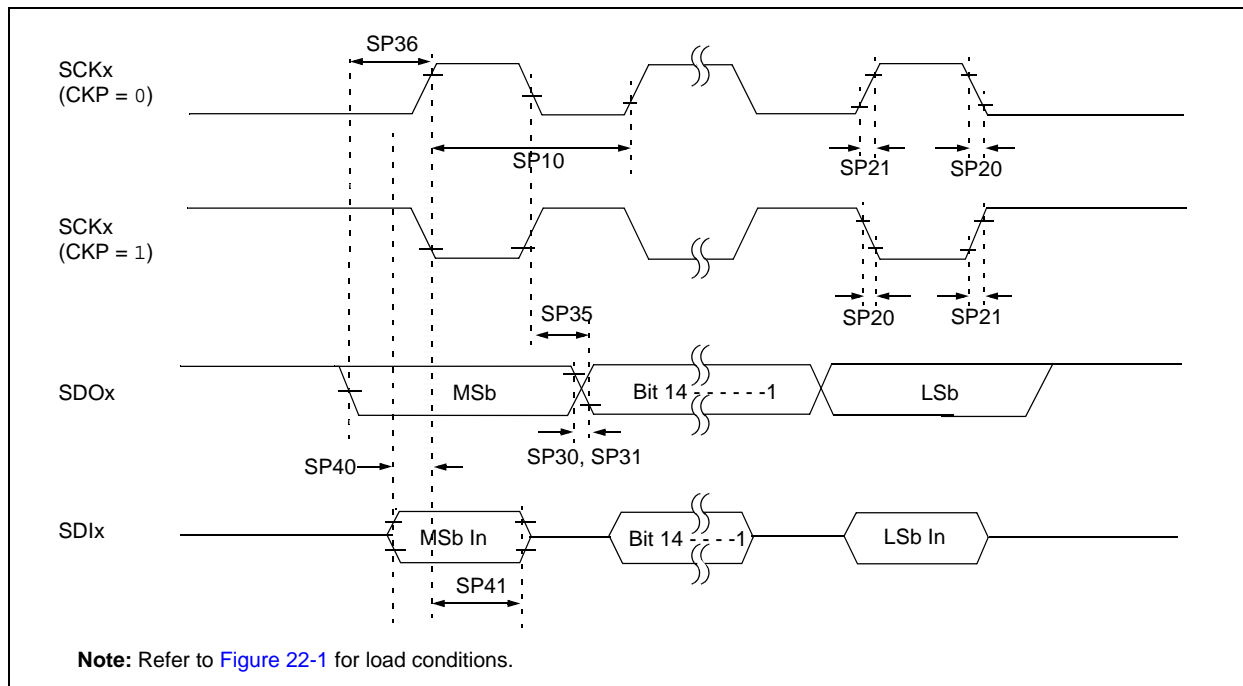 SP36
SCKx
(CKP = 0)
SP10
SP21
SP20
SCKx
(CKP = 1)
SP35
SP20
SP21
SDOx
MSb
Bit 14 - - - - - -1
LSb
SP40
SP30, SP31
SDIx
MSb In
Bit 14 - - - - -1
LSb In
SP41
Note: Refer to Figure 22-1 for load conditions.